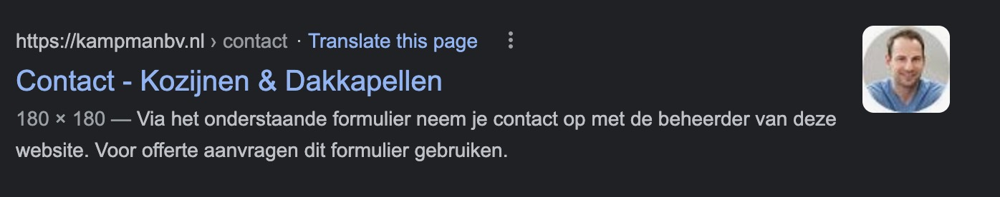 https://kampmanbv.nl › contact · Translate this page
Contact - Kozijnen & Dakkapellen
180 × 180 — Via het onderstaande formulier neem je contact op met de beheerder van deze
website. Voor offerte aanvragen dit formulier gebruiken.